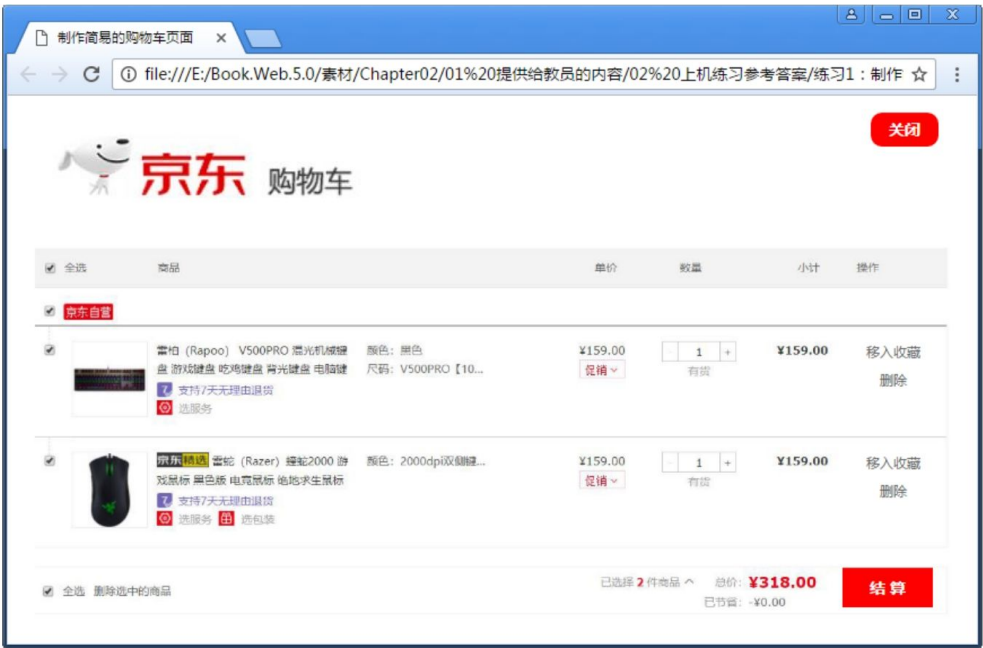 制作简易的购物车页面
file:///E:/Book.Web.5.0/素材/Chapter02/01%20提供给教员的内容/02%20上机练习参考答案/练习1：制作
关闭
京东 购物车
全选 商品 单价 数量 小计 操作
京东自营
雷柏（Rapoo） V500PRO 混光机械键 颜色：黑色 ¥159.00 - 1 + ¥159.00 移入收藏
盘 游戏键盘 吃鸡键盘 背光键盘 电脑键 尺码：V500PRO【10... 促销 有货 删除
7 支持7天无理由退货
选服务
京东精选 雷蛇（Razer）蝰蛇2000 游 颜色：2000dpi双侧键... ¥159.00 - 1 + ¥159.00 移入收藏
戏鼠标 黑色版 电竞鼠标 绝地求生鼠标 促销 有货 删除
7 支持7天无理由退货
选服务 选包装
全选 删除选中的商品 已选择 2 件商品 总价： ¥318.00 结 算
已节省： -¥0.00